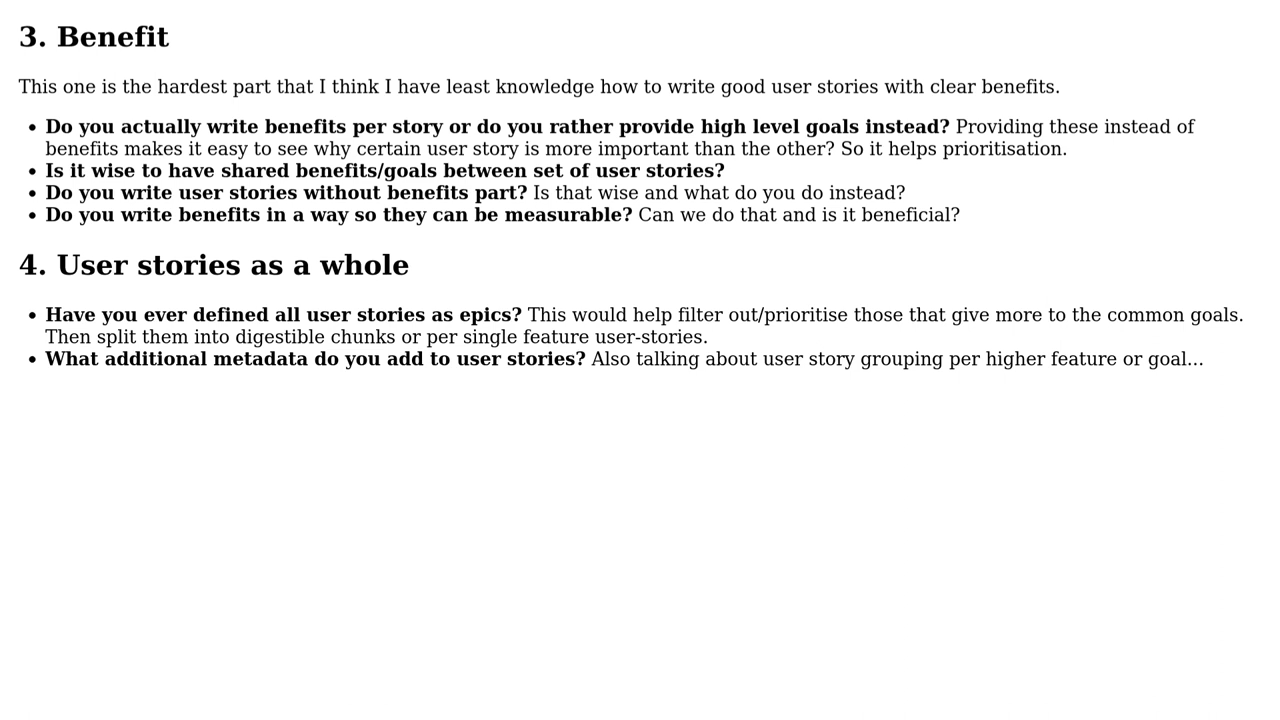 3. Benefit
This one is the hardest part that I think I have least knowledge how to write good user stories with clear benefits.
• Do you actually write benefits per story or do you rather provide high level goals instead? Providing these instead of
benefits makes it easy to see why certain user story is more important than the other? So it helps prioritisation.
• Is it wise to have shared benefits/goals between set of user stories?
• Do you write user stories without benefits part? Is that wise and what do you do instead?
• Do you write benefits in a way so they can be measurable? Can we do that and is it beneficial?
4. User stories as a whole
• Have you ever defined all user stories as epics? This would help filter out/prioritise those that give more to the common goals.
Then split them into digestible chunks or per single feature user-stories.
• What additional metadata do you add to user stories? Also talking about user story grouping per higher feature or goal...